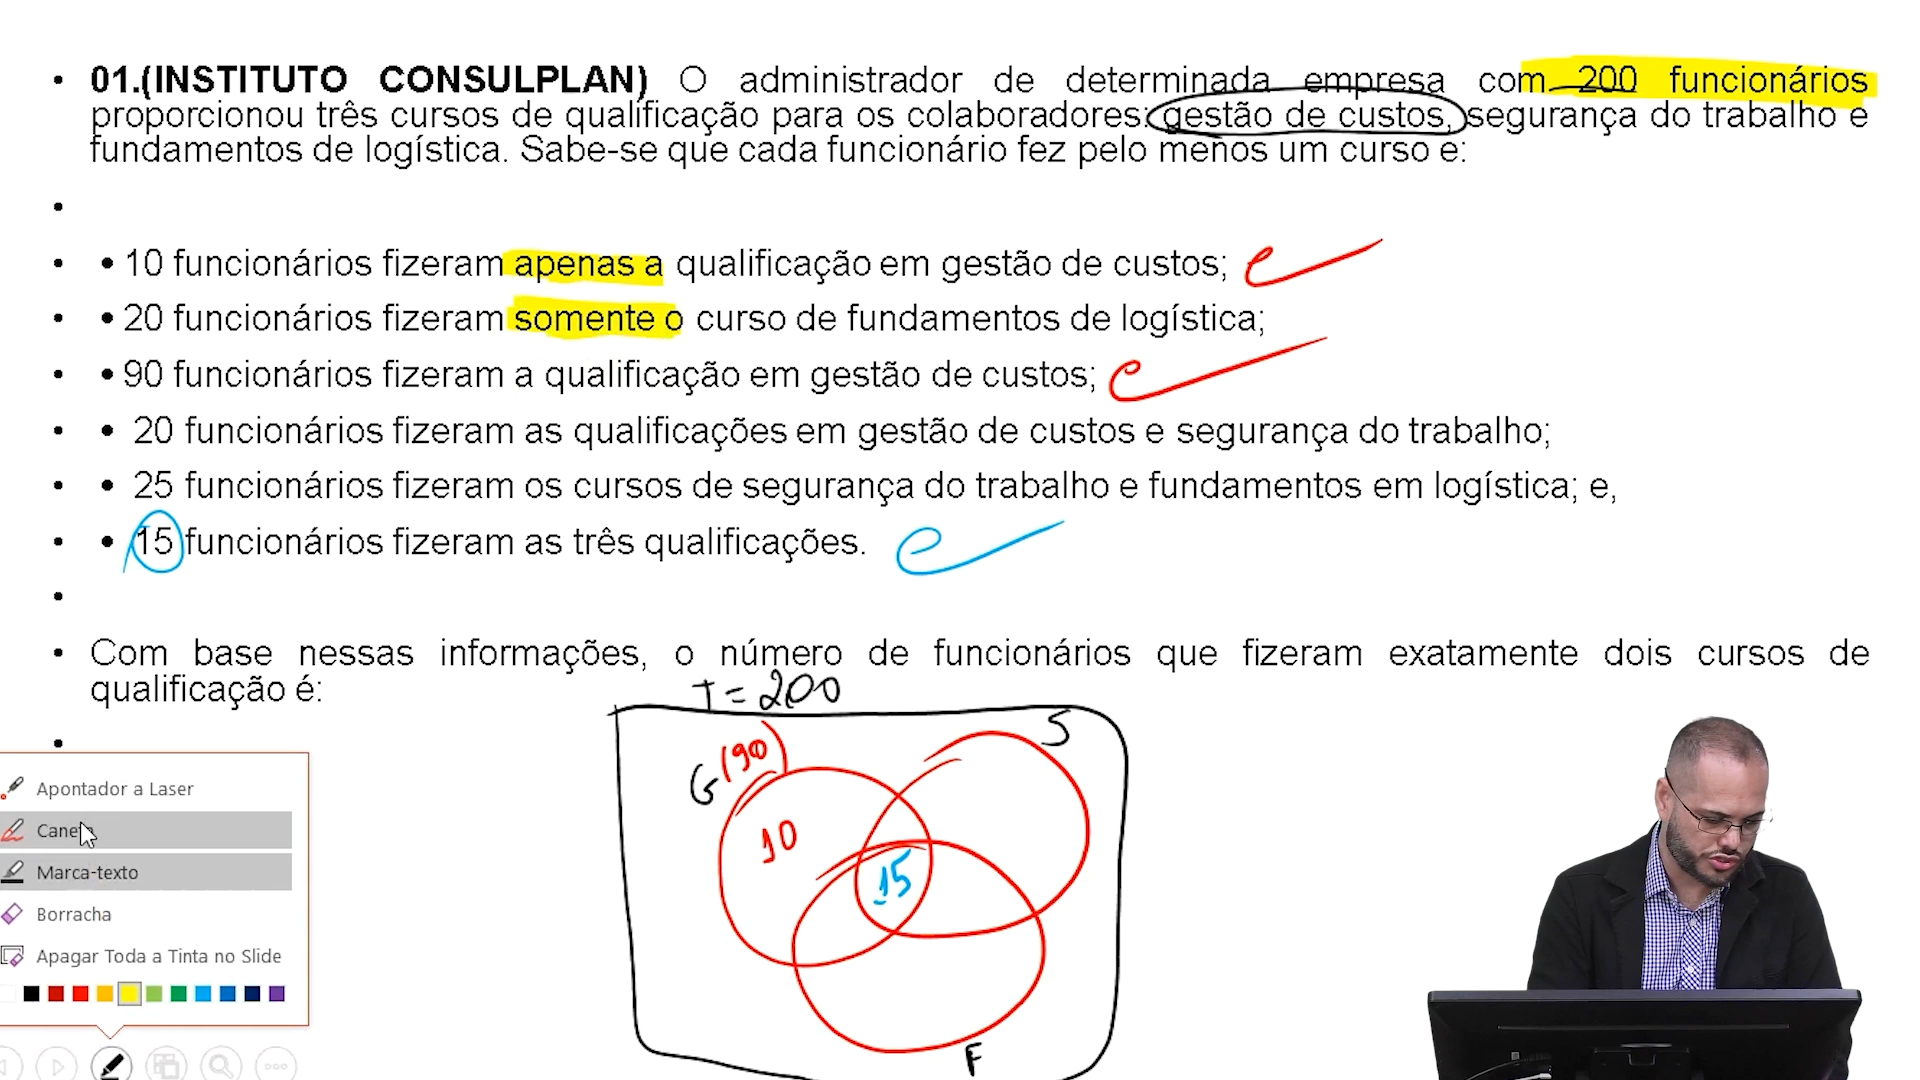 • 01.(INSTITUTO CONSULPLAN) O administrador de determinada empresa com 200 funcionários
proporcionou três cursos de qualificação para os colaboradores: gestão de custos, segurança do trabalho e
fundamentos de logística. Sabe-se que cada funcionário fez pelo menos um curso e:
•
• • 10 funcionários fizeram apenas a qualificação em gestão de custos;
• • 20 funcionários fizeram somente o curso de fundamentos de logística;
• • 90 funcionários fizeram a qualificação em gestão de custos;
• • 20 funcionários fizeram as qualificações em gestão de custos e segurança do trabalho;
• • 25 funcionários fizeram os cursos de segurança do trabalho e fundamentos em logística; e,
• • 15 funcionários fizeram as três qualificações.
•
• Com base nessas informações, o número de funcionários que fizeram exatamente dois cursos de
qualificação é:
•
T = 200
G (90)
S
10
15
F
Apontador a Laser
Caneta
Marca-texto
Borracha
Apagar Toda a Tinta no Slide